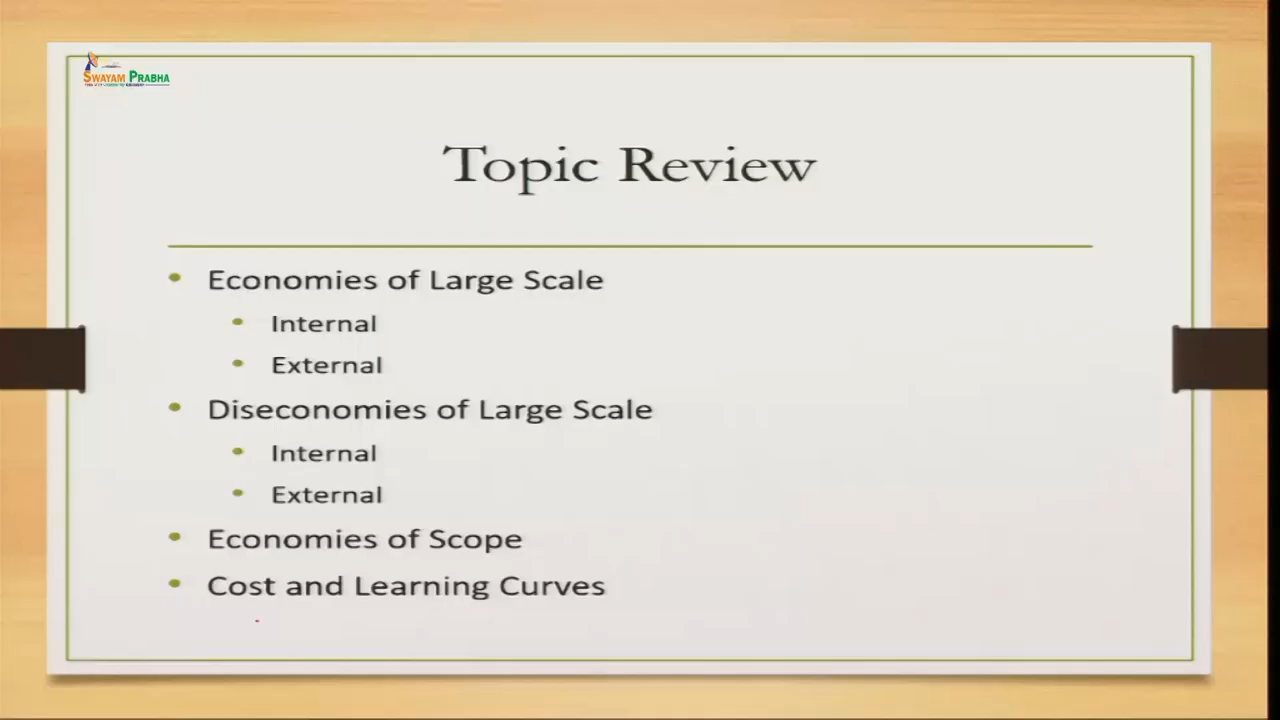 SWAYAM PRABHA
Topic Review
• Economies of Large Scale
• Internal
• External
• Diseconomies of Large Scale
• Internal
• External
• Economies of Scope
• Cost and Learning Curves